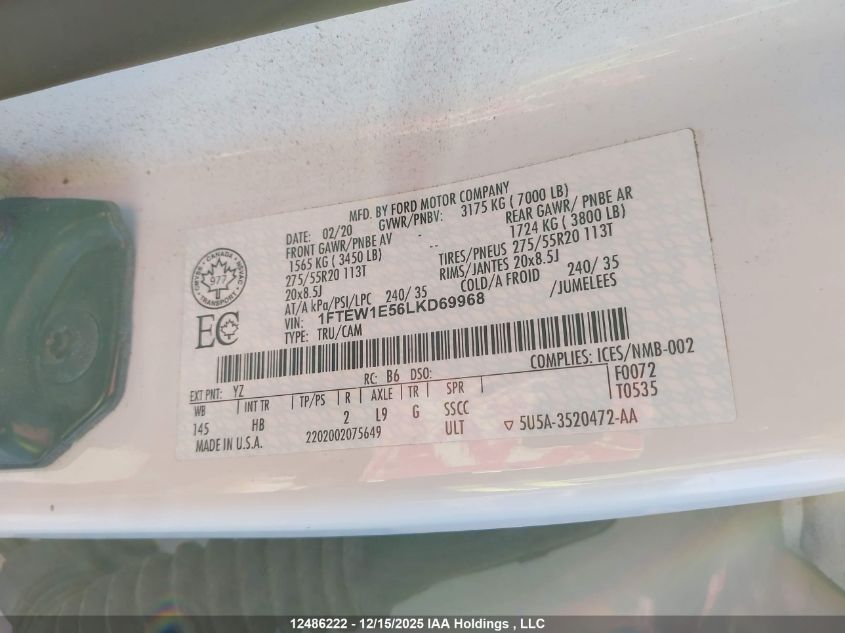 MFD. BY FORD MOTOR COMPANY
DATE: 02/20 GVWR/PNBV: 3175 KG ( 7000 LB)
FRONT GAWR/PNBE AV -- REAR GAWR/ PNBE AR
1565 KG ( 3450 LB) 1724 KG ( 3800 LB)
275/55R20 113T TIRES/PNEUS 275/55R20 113T
20x8.5J RIMS/JANTES 20x8.5J
AT/A kPa/PSI/LPC 240/ 35 COLD/A FROID 240/ 35
VIN: 1FTEW1E56LKD69968 /JUMELEES
TYPE: TRU/CAM
CANADA
977
TRANSPORT
EC
COMPLIES: ICES/NMB-002
EXT PNT: YZ RC: B6 DSO: F0072
WB INT TR TP/PS R AXLE TR SPR T0535
145 HB 2 L9 G SSCC
MADE IN U.S.A. 2202002075649 ULT 5U5A-3520472-AA
12486222 - 12/15/2025 IAA Holdings , LLC